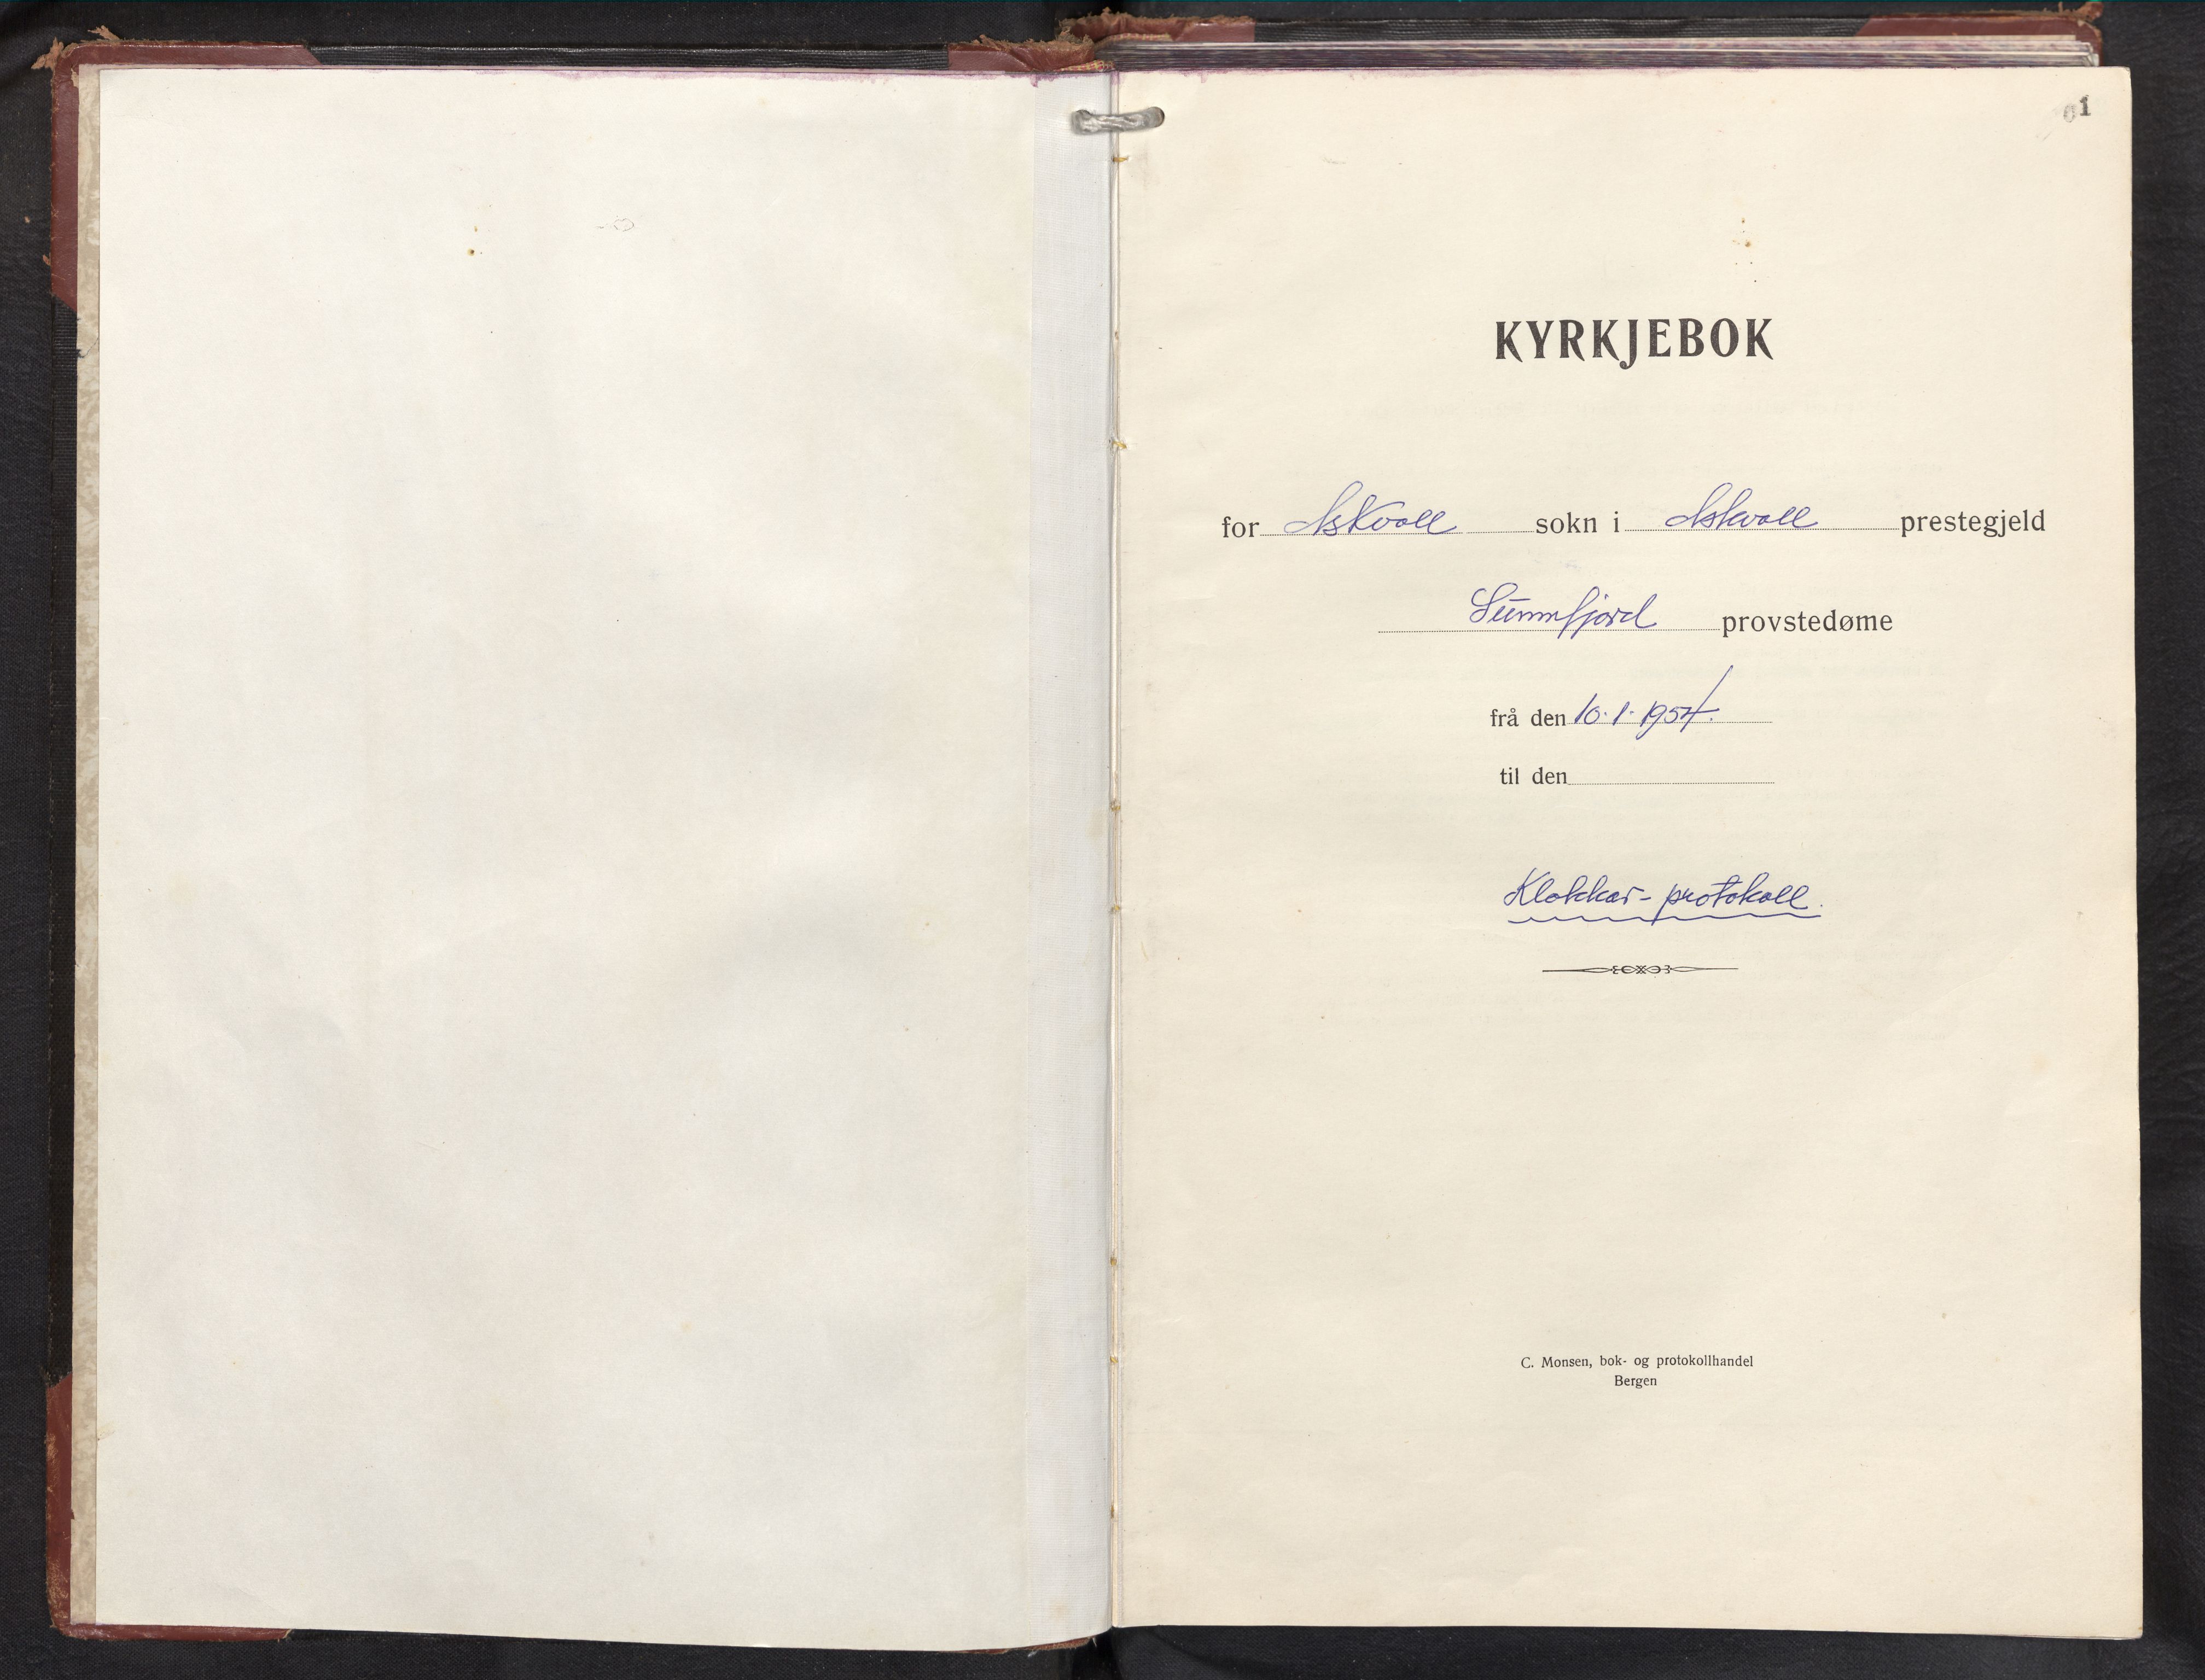 1
KYRKJEBOK
for Askvoll sokn i Askvoll prestegjeld
Sunnfjord provstedøme
frå den 10.1.1954.
til den
Klokkar-protokoll.
C. Monsen, bok- og protokollhandel
Bergen